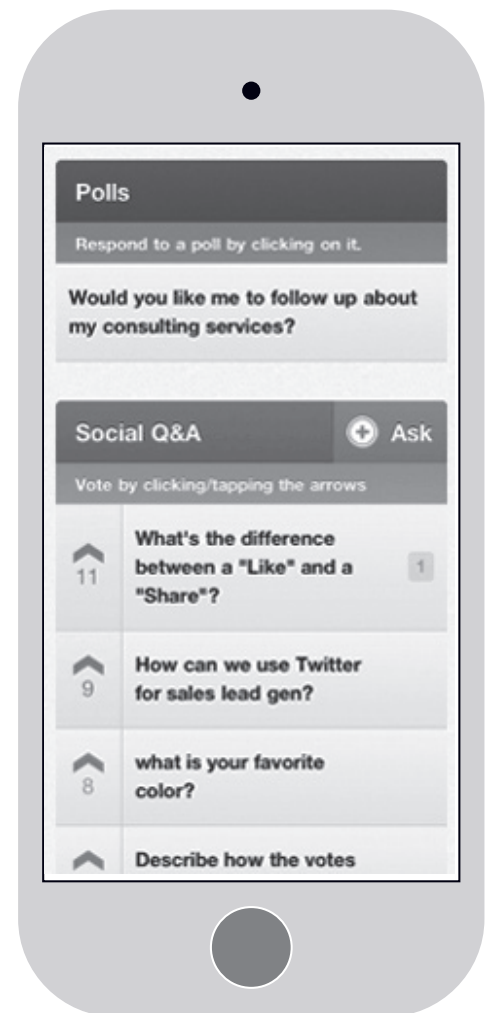 Polls
Respond to a poll by clicking on it.
Would you like me to follow up about
my consulting services?
Social Q&A
Ask
Vote by clicking/tapping the arrows
What's the difference
between a "Like" and a
"Share"?
11
1
How can we use Twitter
for sales lead gen?
9
what is your favorite
color?
8
Describe how the votes